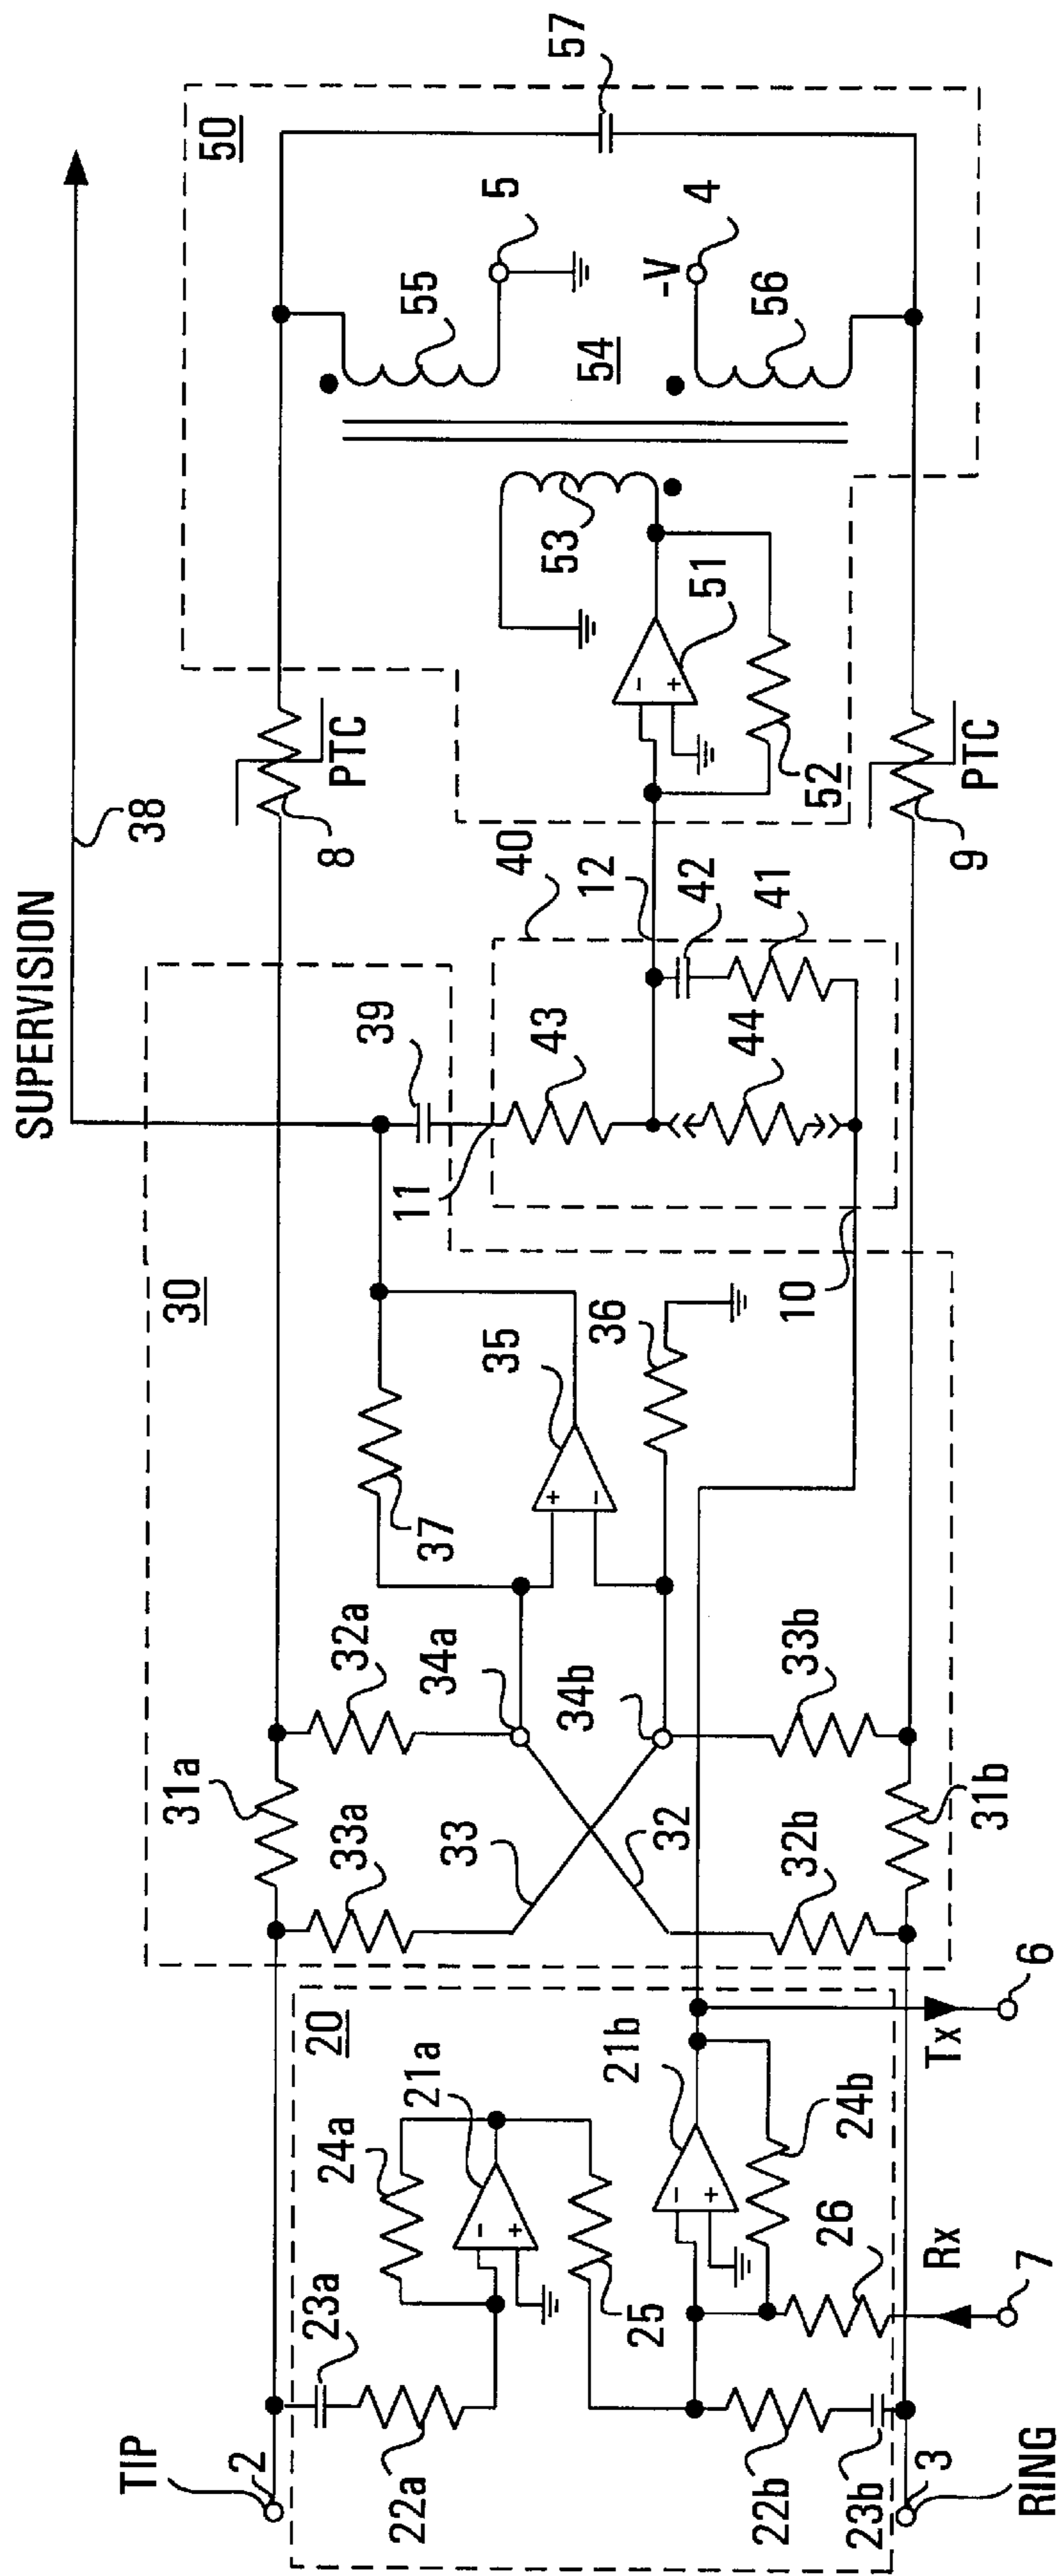 SUPERVISION
38
50
57
TIP
2
23a
22a
20
24a
21a
25
21b
24b
22b
23b
26
Rx
7
Tx
6
3
RING
30
31a
33a
32a
33
34a
32
34b
32b
33b
31b
37
35
36
10
11
39
40
43
12
42
44
41
8
PTC
9
PTC
51
52
53
54
55
5
56
-V
4
-
+
-
+
+
-
-
+